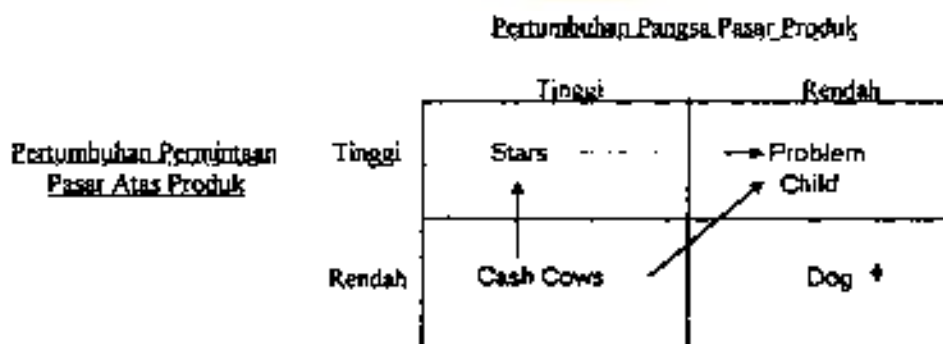 Pertumbuhan Pangsa Pasar Produk
Tinggi Rendah
Pertumbuhan Permintaan
Pasar Atas Produk
Tinggi Stars Problem
Child
Rendah Cash Cows Dog